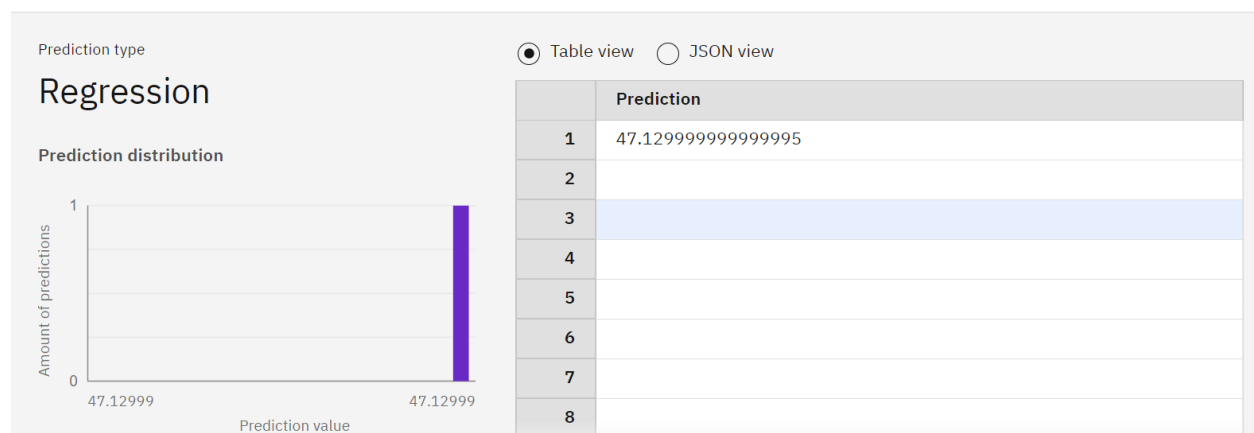 Prediction type
Regression
Prediction distribution
1
Amount of predictions
0
47.12999
47.12999
Prediction value
Table view
JSON view
Prediction
1
47.129999999999995
2
3
4
5
6
7
8